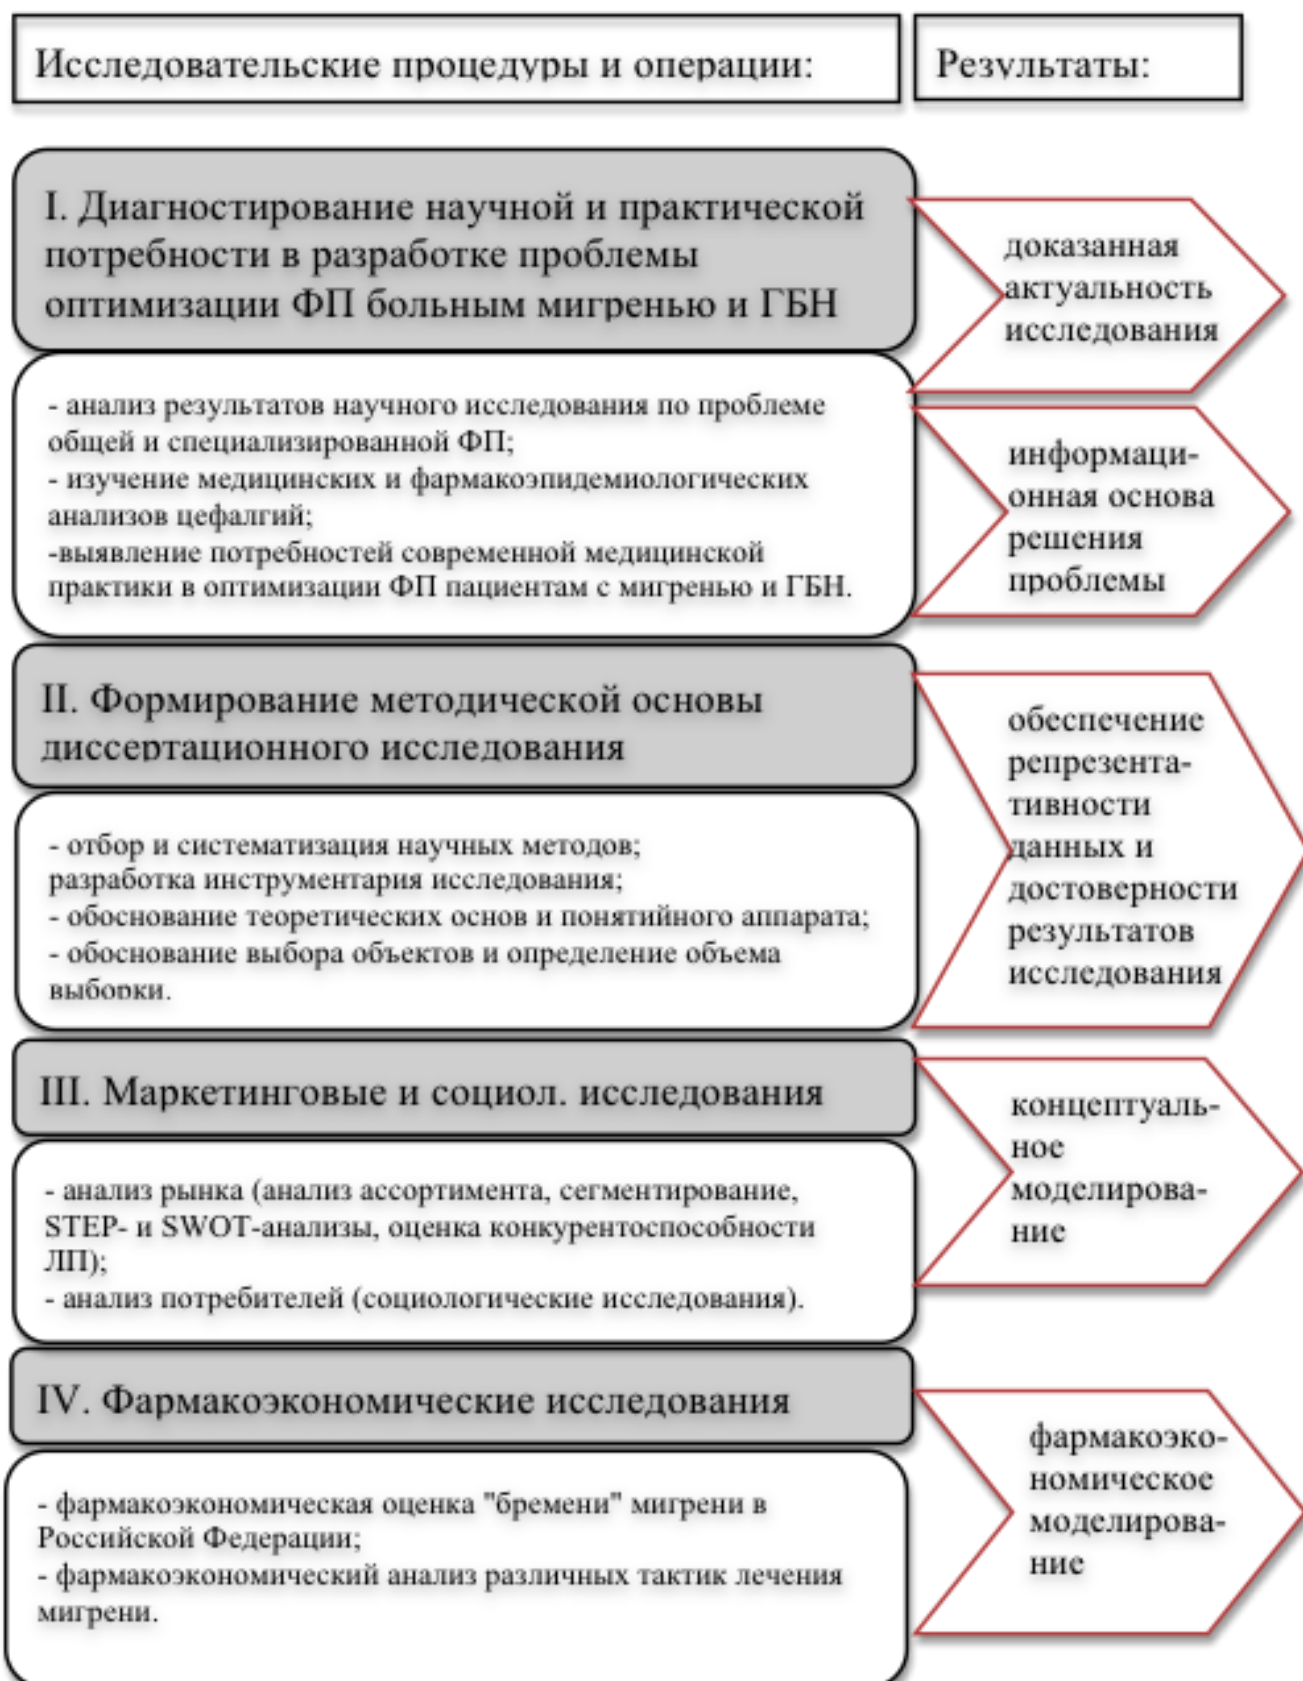 Исследовательские процедуры и операции:
Результаты:
I. Диагностирование научной и практической
потребности в разработке проблемы
оптимизации ФП больным мигренью и ГБН
доказанная
актуальность
исследования
- анализ результатов научного исследования по проблеме
общей и специализированной ФП;
- изучение медицинских и фармакоэпидемиологических
анализов цефалгий;
-выявление потребностей современной медицинской
практики в оптимизации ФП пациентам с мигренью и ГБН.
информаци-
онная основа
решения
проблемы
II. Формирование методической основы
диссертационного исследования
- отбор и систематизация научных методов;
разработка инструментария исследования;
- обоснование теоретических основ и понятийного аппарата;
- обоснование выбора объектов и определение объема
выборки.
обеспечение
репрезента-
тивности
данных и
достоверности
результатов
исследования
III. Маркетинговые и социол. исследования
- анализ рынка (анализ ассортимента, сегментирование,
STEP- и SWOT-анализы, оценка конкурентоспособности
ЛП);
- анализ потребителей (социологические исследования).
концептуаль-
ное
моделирова-
ние
IV. Фармакоэкономические исследования
- фармакоэкономическая оценка "бремени" мигрени в
Российской Федерации;
- фармакоэкономический анализ различных тактик лечения
мигрени.
фармакоэко-
номическое
моделирова-
ние